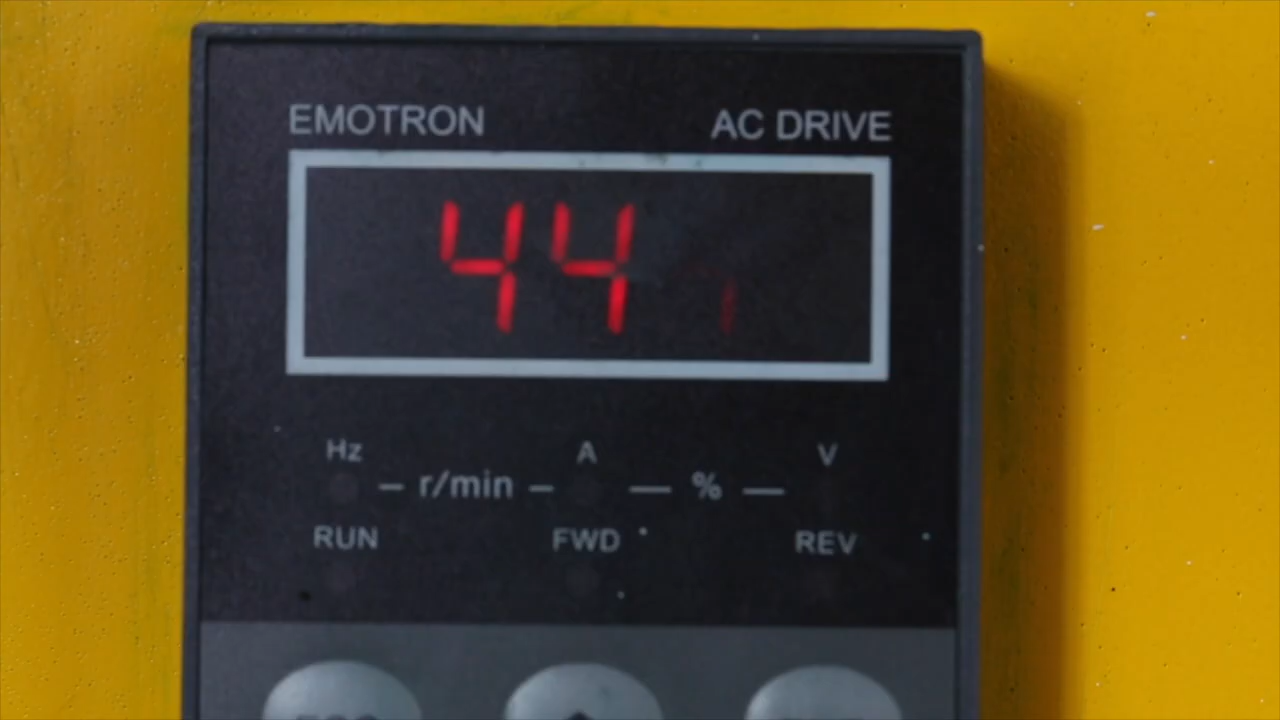 EMOTRON AC DRIVE
44
Hz A V
– r/min – — % —
RUN FWD REV